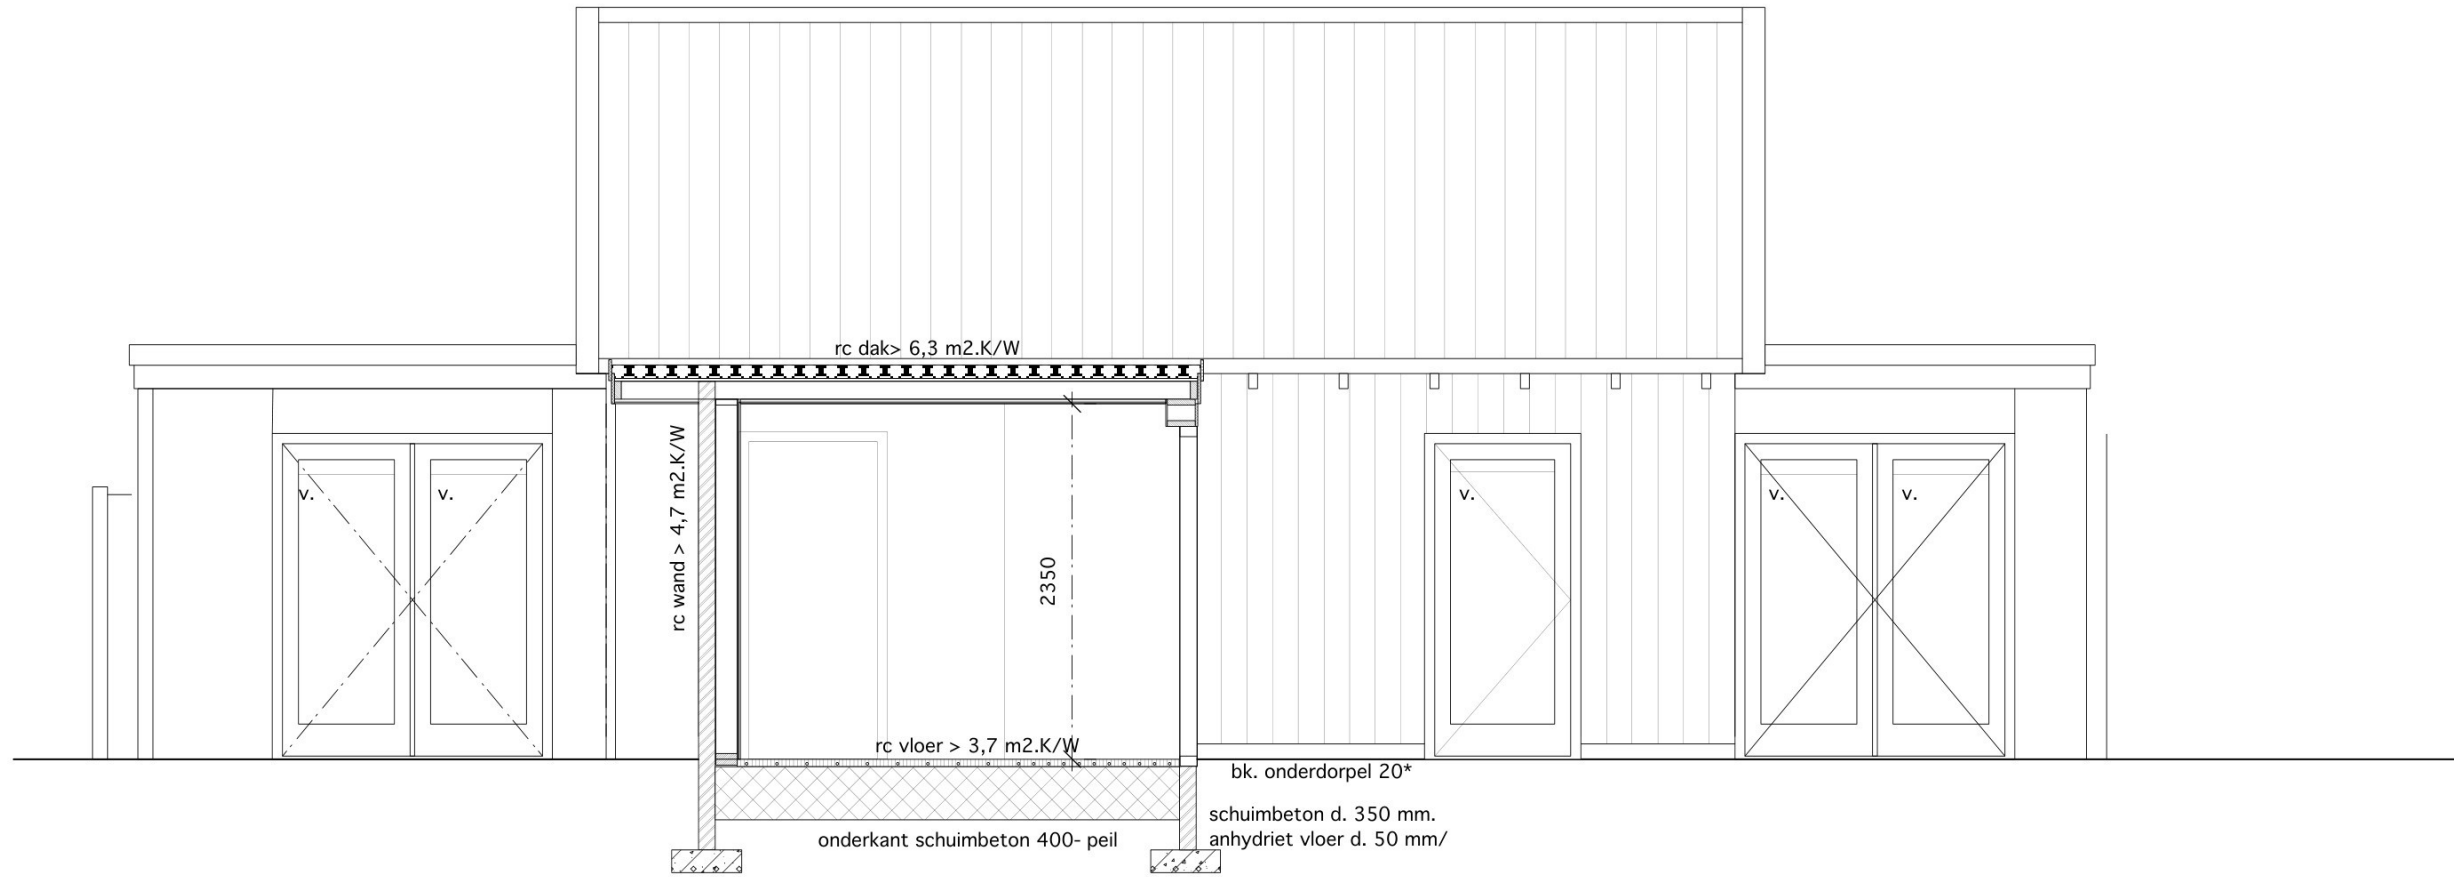 rc dak> 6,3 m2.K/W
rc wand > 4,7 m2.K/W
v.
v.
v.
v.
v.
2350
rc vloer > 3,7 m2.K/W
bk. onderdorpel 20*
schuimbeton d. 350 mm.
onderkant schuimbeton 400- peil
anhydriet vloer d. 50 mm/